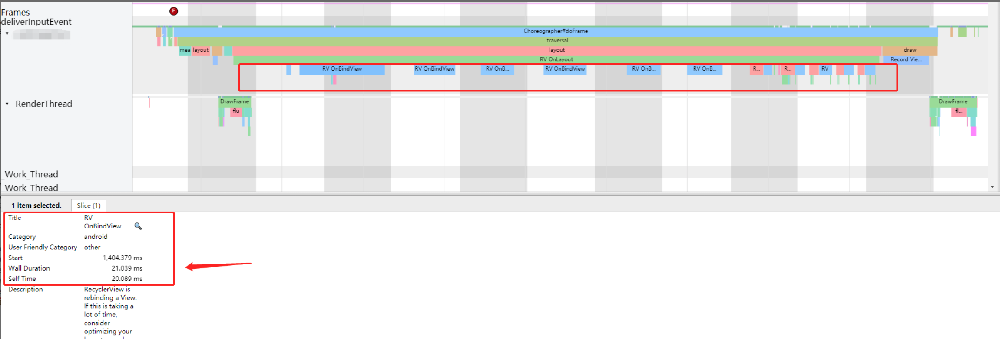 Frames
F
deliverInputEvent
Choreographer#doFrame
traversal
mea layout layout draw
RV OnLayout Record Vie...
RV OnBindView RV OnBindView RV OnB... RV OnBindView RV OnB... RV OnB... R... R... RV
RenderThread
DrawFrame DrawFrame
flu fl...
_Work_Thread
_Work_Thread
1 item selected. Slice (1)
Title RV
OnBindView
Category android
User Friendly Category other
Start 1,404.379 ms
Wall Duration 21.039 ms
Self Time 20.089 ms
Description RecyclerView is
rebinding a View.
If this is taking a
lot of time,
consider
optimizing your